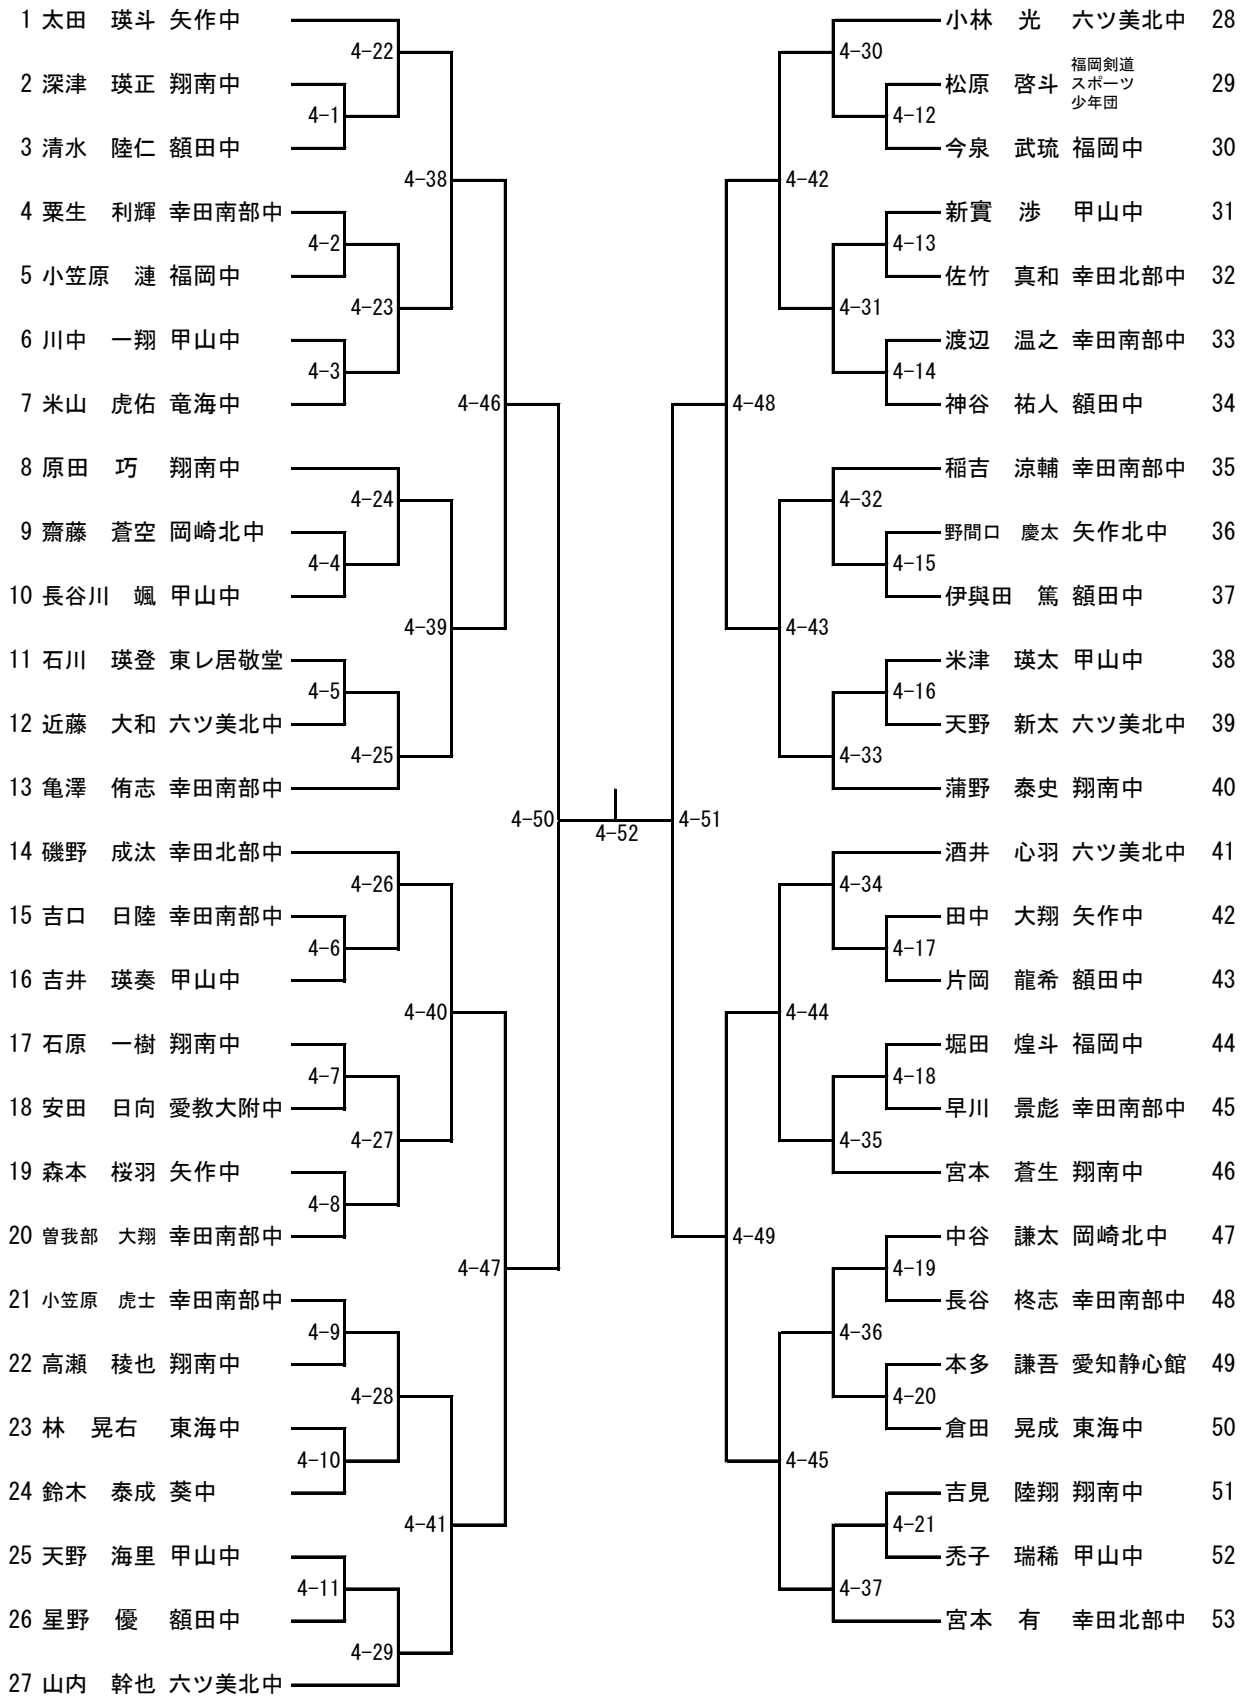 1 太田　瑛斗 矢作中
4-22
2 深津　瑛正 翔南中
4-1
3 清水　陸仁 額田中
4-38
4 粟生　利輝 幸田南部中
4-2
5 小笠原　漣 福岡中
4-23
6 川中　一翔 甲山中
4-3
7 米山　虎佑 竜海中
4-46
8 原田　巧　翔南中
4-24
9 齋藤　蒼空 岡崎北中
4-4
10 長谷川　颯 甲山中
4-39
11 石川　瑛登 東レ居敬堂
4-5
12 近藤　大和 六ツ美北中
4-25
13 亀澤　侑志 幸田南部中
4-50
14 磯野　成汰 幸田北部中
4-26
15 吉口　日陸 幸田南部中
4-6
16 吉井　瑛奏 甲山中
4-40
17 石原　一樹 翔南中
4-7
18 安田　日向 愛教大附中
4-27
19 森本　桜羽 矢作中
4-8
20 曽我部　大翔 幸田南部中
4-47
21 小笠原　虎士 幸田南部中
4-9
22 高瀬　稜也 翔南中
4-28
23 林　晃右　東海中
4-10
24 鈴木　泰成 葵中
4-41
25 天野　海里 甲山中
4-11
26 星野　優　額田中
4-29
27 山内　幹也 六ツ美北中
4-52
小林　光　六ツ美北中 28
4-30
松原　啓斗 福岡剣道
スポーツ
少年団
29
4-12
今泉　武琉 福岡中 30
4-42
新實　渉　甲山中 31
4-13
佐竹　真和 幸田北部中 32
4-31
渡辺　温之 幸田南部中 33
4-14
神谷　祐人 額田中 34
4-48
稲吉　涼輔 幸田南部中 35
4-32
野間口　慶太 矢作北中 36
4-15
伊與田　篤 額田中 37
4-43
米津　瑛太 甲山中 38
4-16
天野　新太 六ツ美北中 39
4-33
蒲野　泰史 翔南中 40
4-51
酒井　心羽 六ツ美北中 41
4-34
田中　大翔 矢作中 42
4-17
片岡　龍希 額田中 43
4-44
堀田　煌斗 福岡中 44
4-18
早川　景彪 幸田南部中 45
4-35
宮本　蒼生 翔南中 46
4-49
中谷　謙太 岡崎北中 47
4-19
長谷　柊志 幸田南部中 48
4-36
本多　謙吾 愛知静心館 49
4-20
倉田　晃成 東海中 50
4-45
吉見　陸翔 翔南中 51
4-21
禿子　瑞稀 甲山中 52
4-37
宮本　有　幸田北部中 53